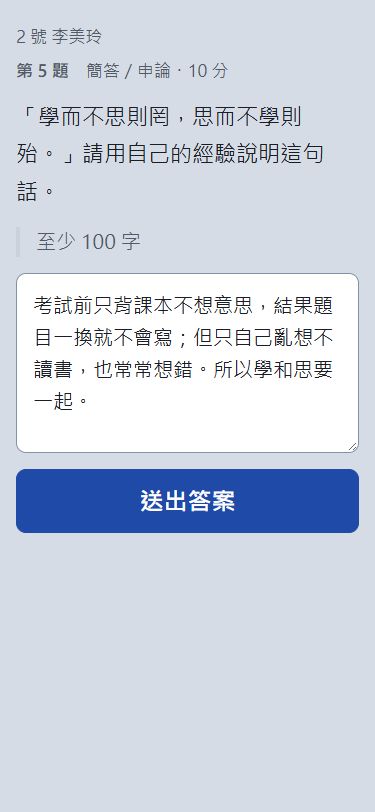 2 號 李美玲
第 5 題 簡答 / 申論 · 10 分
「學而不思則罔，思而不學則
殆。」請用自己的經驗說明這句
話。
至少 100 字
考試前只背課本不想意思，結果題
目一換就不會寫；但只自己亂想不
讀書，也常常想錯。所以學和思要
一起。
送出答案